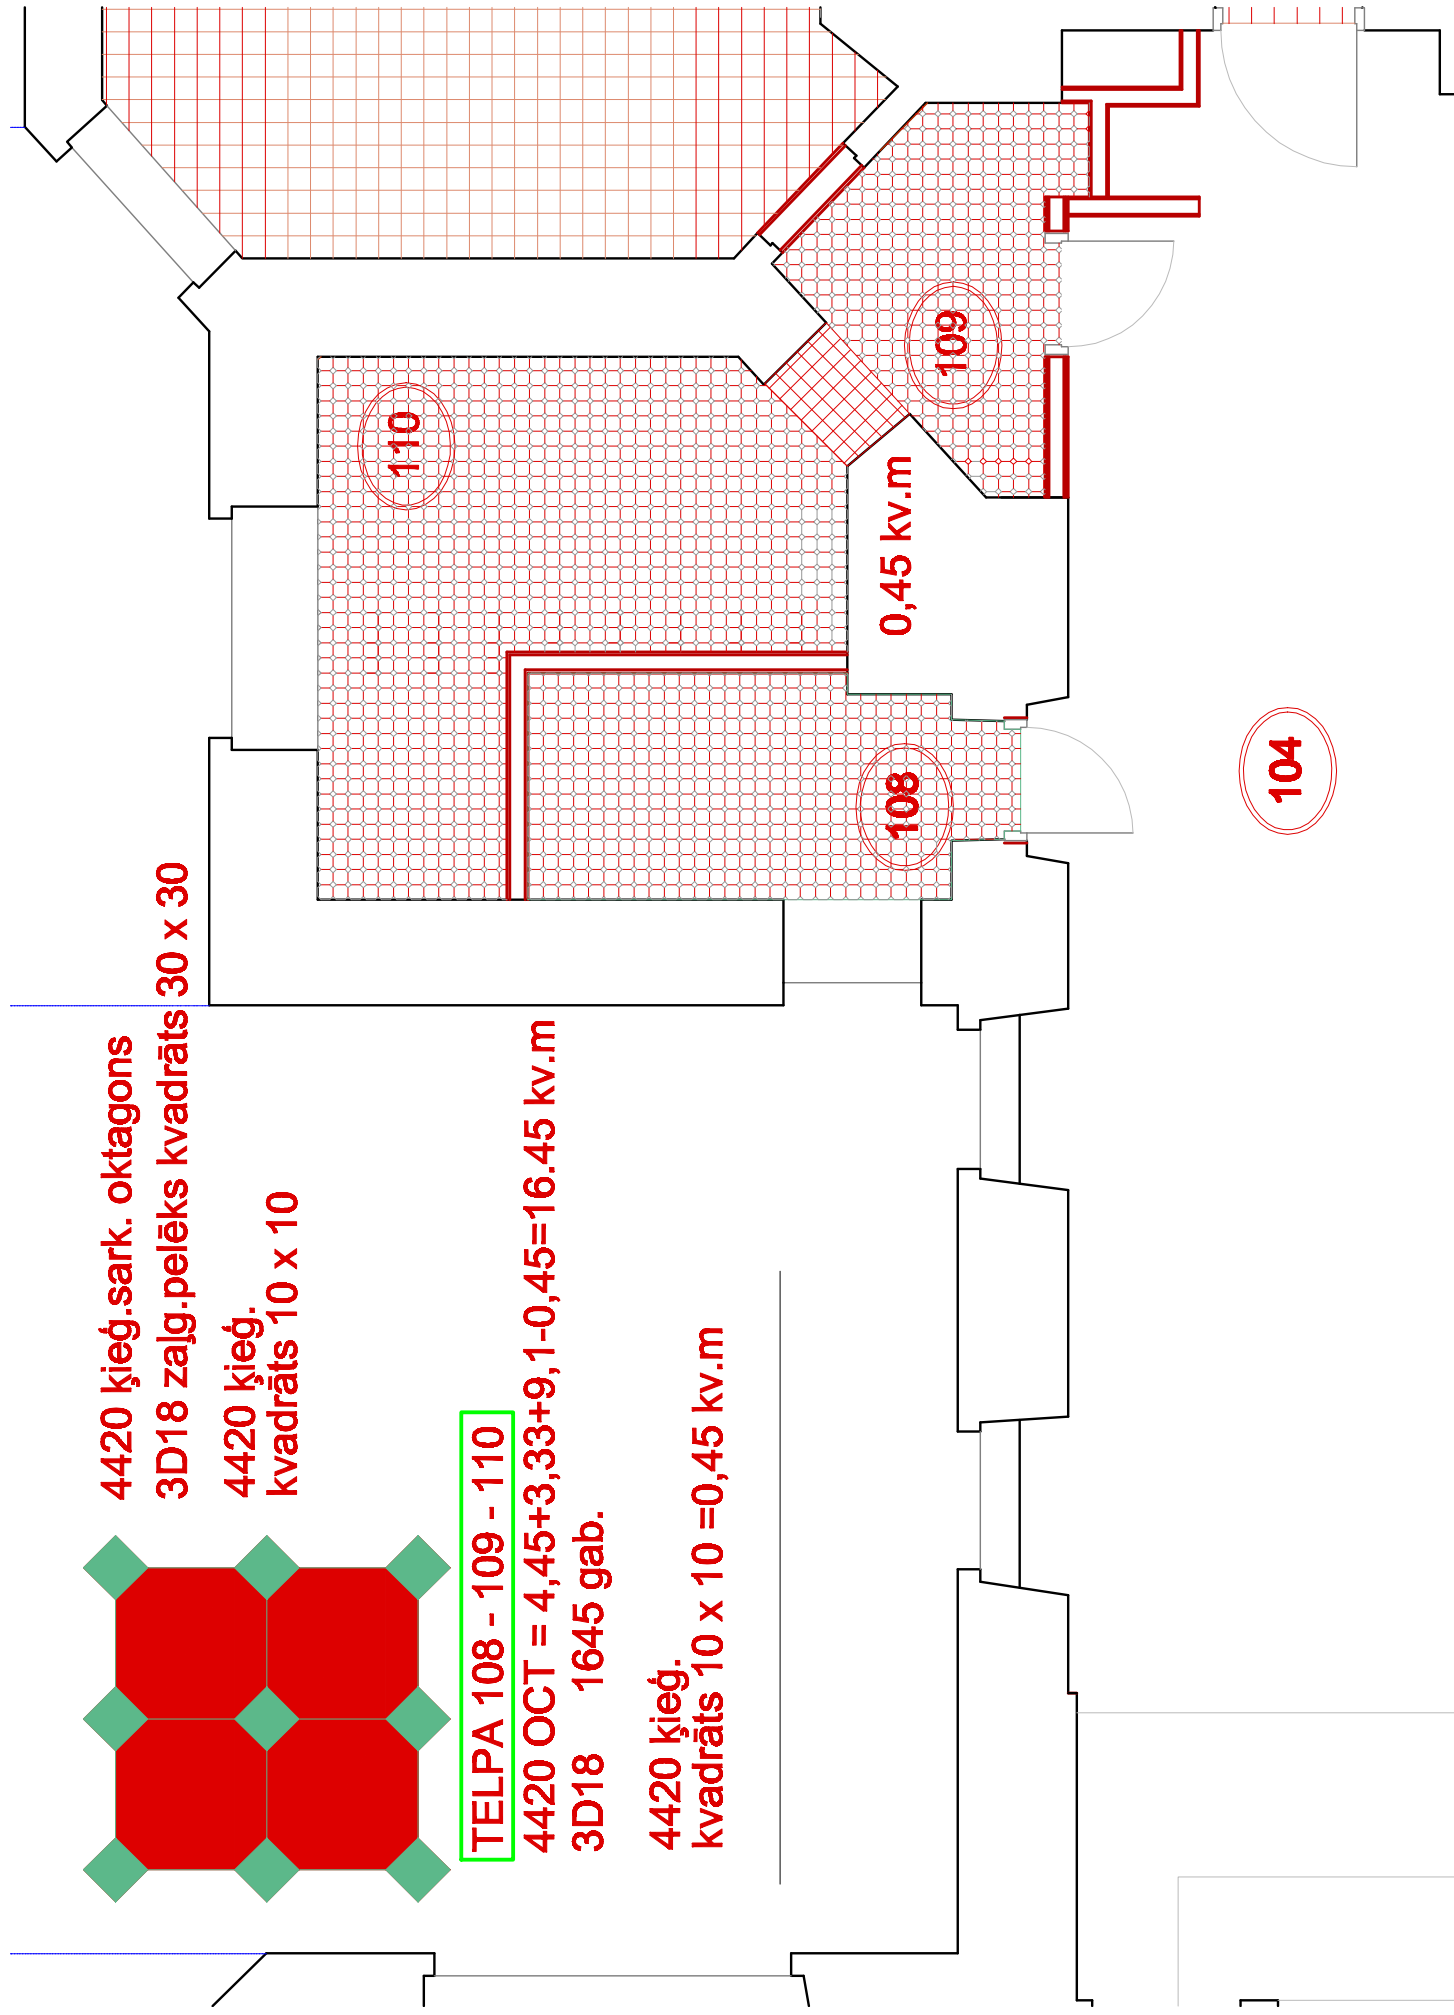 4420 ķieģ.sark. oktagons
3D18 zaļg.pelēks kvadrāts 30 x 30
4420 ķieģ.
kvadrāts 10 x 10
TELPA 108 - 109 - 110
4420 OCT = 4,45+3,33+9,1-0,45=16.45 kv.m
3D18 1645 gab.
4420 ķieģ.
kvadrāts 10 x 10 =0,45 kv.m
110
109
0,45 kv.m
108
104